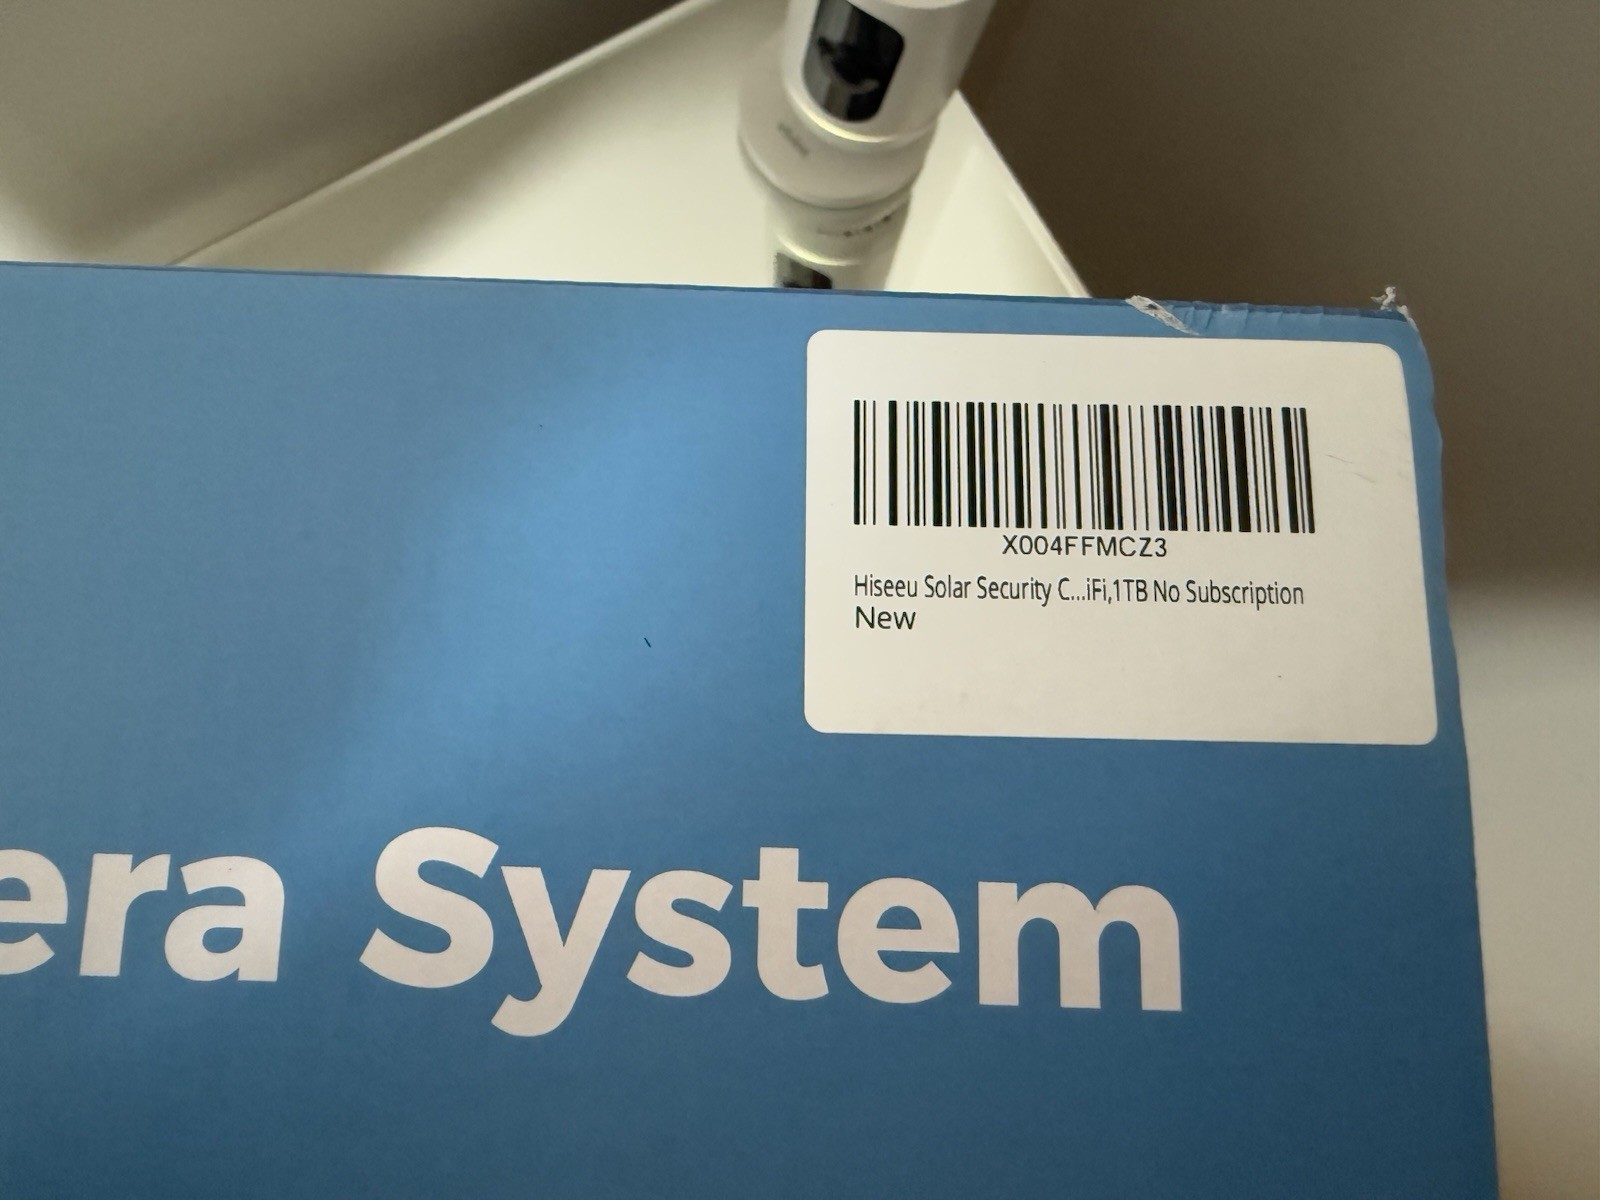 X004FFMCZ3
Hiseeu Solar Security C...iFi,1TB No Subscription
New
era System